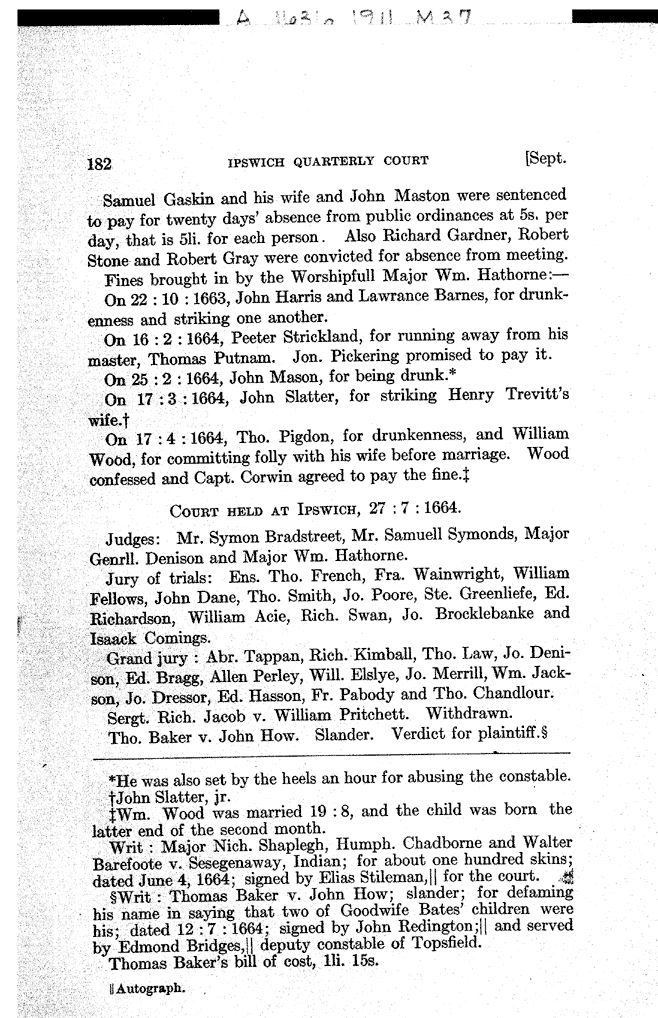 A 1631a 1911 M37
182 IPSWICH QUARTERLY COURT [Sept.
Samuel Gaskin and his wife and John Maston were sentenced
to pay for twenty days' absence from public ordinances at 5s. per
day, that is 5li. for each person. Also Richard Gardner, Robert
Stone and Robert Gray were convicted for absence from meeting.
Fines brought in by the Worshipfull Major Wm. Hathorne:—
On 22 : 10 : 1663, John Harris and Lawrance Barnes, for drunk-
enness and striking one another.
On 16 : 2 : 1664, Peeter Strickland, for running away from his
master, Thomas Putnam. Jon. Pickering promised to pay it.
On 25 : 2 : 1664, John Mason, for being drunk.*
On 17 : 3 : 1664, John Slatter, for striking Henry Trevitt's
wife.†
On 17 : 4 : 1664, Tho. Pigdon, for drunkenness, and William
Wood, for committing folly with his wife before marriage. Wood
confessed and Capt. Corwin agreed to pay the fine.‡
COURT HELD AT IPSWICH, 27 : 7 : 1664.
Judges: Mr. Symon Bradstreet, Mr. Samuell Symonds, Major
Genrll. Denison and Major Wm. Hathorne.
Jury of trials: Ens. Tho. French, Fra. Wainwright, William
Fellows, John Dane, Tho. Smith, Jo. Poore, Ste. Greenliefe, Ed.
Richardson, William Acie, Rich. Swan, Jo. Brocklebanke and
Isaack Comings.
Grand jury : Abr. Tappan, Rich. Kimball, Tho. Law, Jo. Deni-
son, Ed. Bragg, Allen Perley, Will. Elslye, Jo. Merrill, Wm. Jack-
son, Jo. Dressor, Ed. Hasson, Fr. Pabody and Tho. Chandlour.
Sergt. Rich. Jacob v. William Pritchett. Withdrawn.
Tho. Baker v. John How. Slander. Verdict for plaintiff.§
*He was also set by the heels an hour for abusing the constable.
†John Slatter, jr.
‡Wm. Wood was married 19 : 8, and the child was born the
latter end of the second month.
Writ : Major Nich. Shaplegh, Humph. Chadborne and Walter
Barefoote v. Sesegenaway, Indian; for about one hundred skins;
dated June 4, 1664; signed by Elias Stileman,|| for the court.
§Writ : Thomas Baker v. John How; slander; for defaming
his name in saying that two of Goodwife Bates' children were
his; dated 12 : 7 : 1664; signed by John Redington;|| and served
by Edmond Bridges,|| deputy constable of Topsfield.
Thomas Baker's bill of cost, 1li. 15s.
||Autograph.